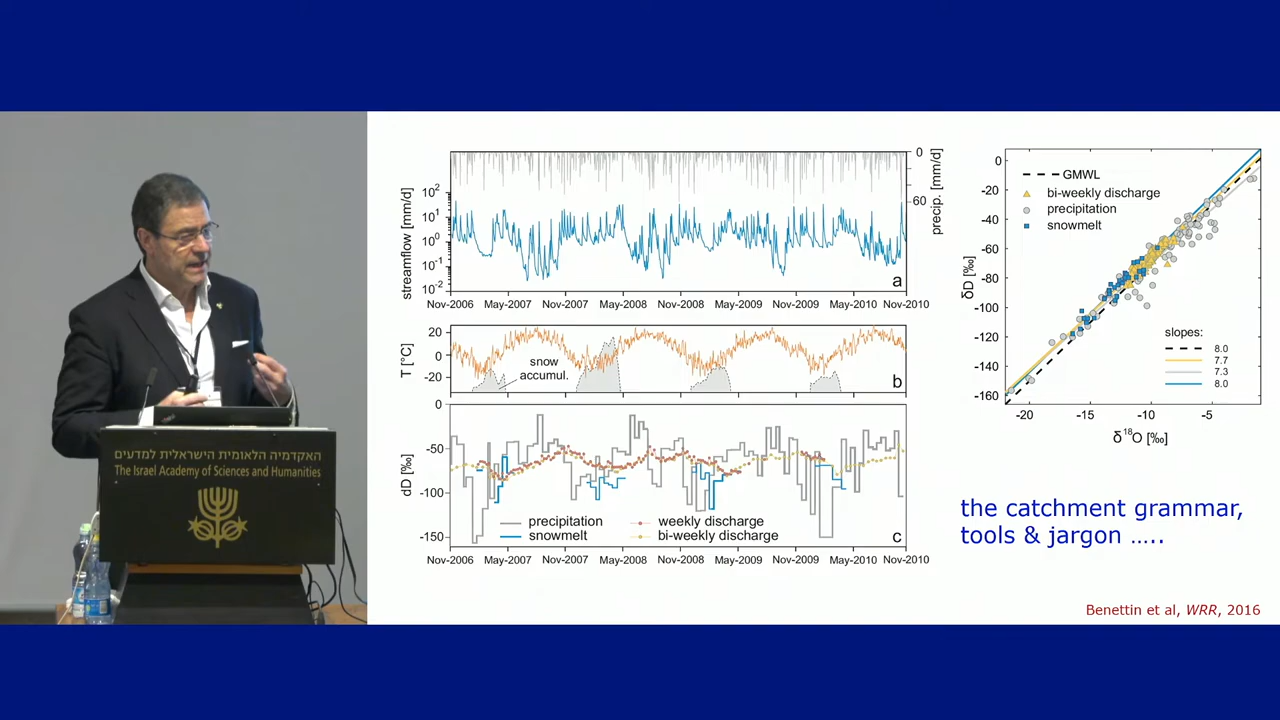 האקדמיה הלאומית הישראלית למדעים
The Israel Academy of Sciences and Humanities
streamflow [mm/d]
10²
10¹
10⁰
10⁻¹
10⁻²
0
60
precip. [mm/d]
a
Nov-2006 May-2007 Nov-2007 May-2008 Nov-2008 May-2009 Nov-2009 May-2010 Nov-2010
T [°C]
20
0
-20
snow
accumul.
b
dD [‰]
0
-50
-100
-150
precipitation
snowmelt
weekly discharge
bi-weekly discharge
c
Nov-2006 May-2007 Nov-2007 May-2008 Nov-2008 May-2009 Nov-2009 May-2010 Nov-2010
δD [‰]
0
-20
-40
-60
-80
-100
-120
-140
-160
GMWL
bi-weekly discharge
precipitation
snowmelt
slopes:
8.0
7.7
7.3
8.0
-20 -15 -10 -5
δ¹⁸O [‰]
the catchment grammar,
tools & jargon …..
Benettin et al, WRR, 2016